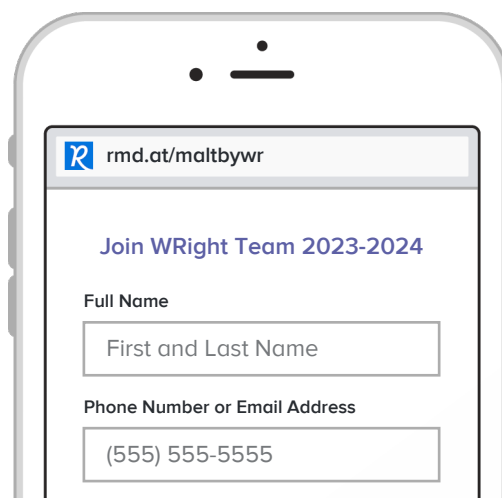 rmd.at/maltbywr
Join WRight Team 2023-2024
Full Name
First and Last Name
Phone Number or Email Address
(555) 555-5555